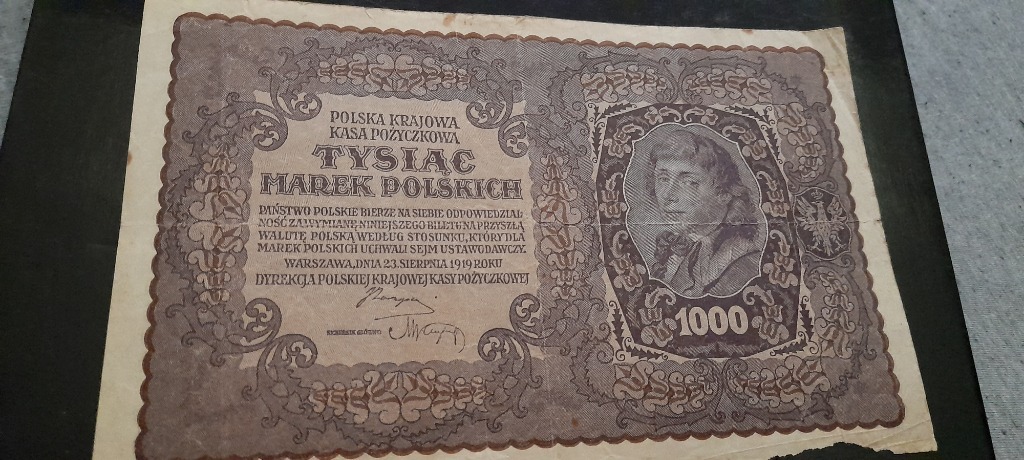 POLSKA KRAJOWA
KASA POŻYCZKOWA
TYSIĄC
MAREK POLSKICH
PAŃSTWO POLSKIE BIERZE NA SIEBIE ODPOWIEDZIAL
NOŚĆ ZA WYMIANĘ NINIEJSZEGO BILETU NA PRZYSZŁĄ
WALUTĘ POLSKĄ WEDŁUG STOSUNKU, KTÓRY DLA
MAREK POLSKICH UCHWALI SEJM USTAWODAWCZY.
WARSZAWA, DNIA 23. SIERPNIA 1919 ROKU
DYREKCJA POLSKIEJ KRAJOWEJ KASY POŻYCZKOWEJ
1000